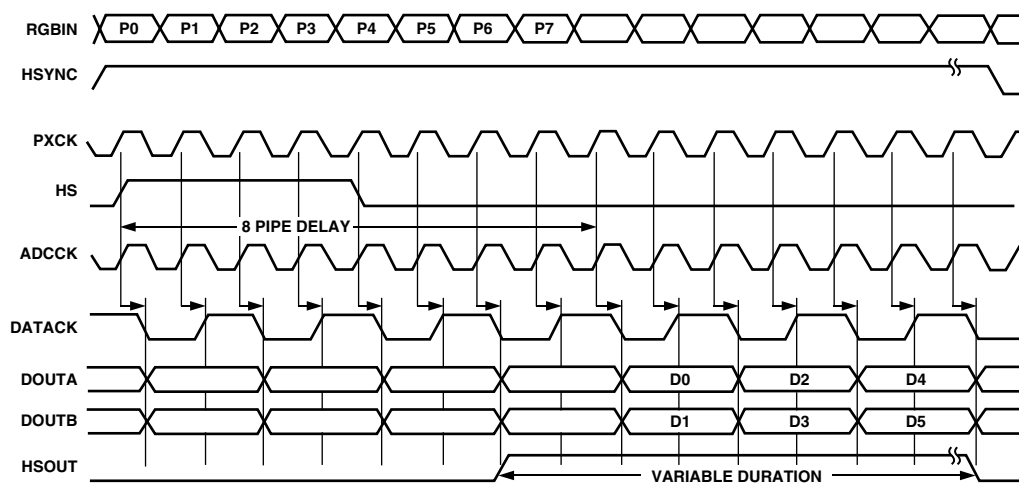 RGBIN P0 P1 P2 P3 P4 P5 P6 P7
HSYNC
PXCK
HS
8 PIPE DELAY
ADCCK
DATACK
DOUTA D0 D2 D4
DOUTB D1 D3 D5
HSOUT VARIABLE DURATION